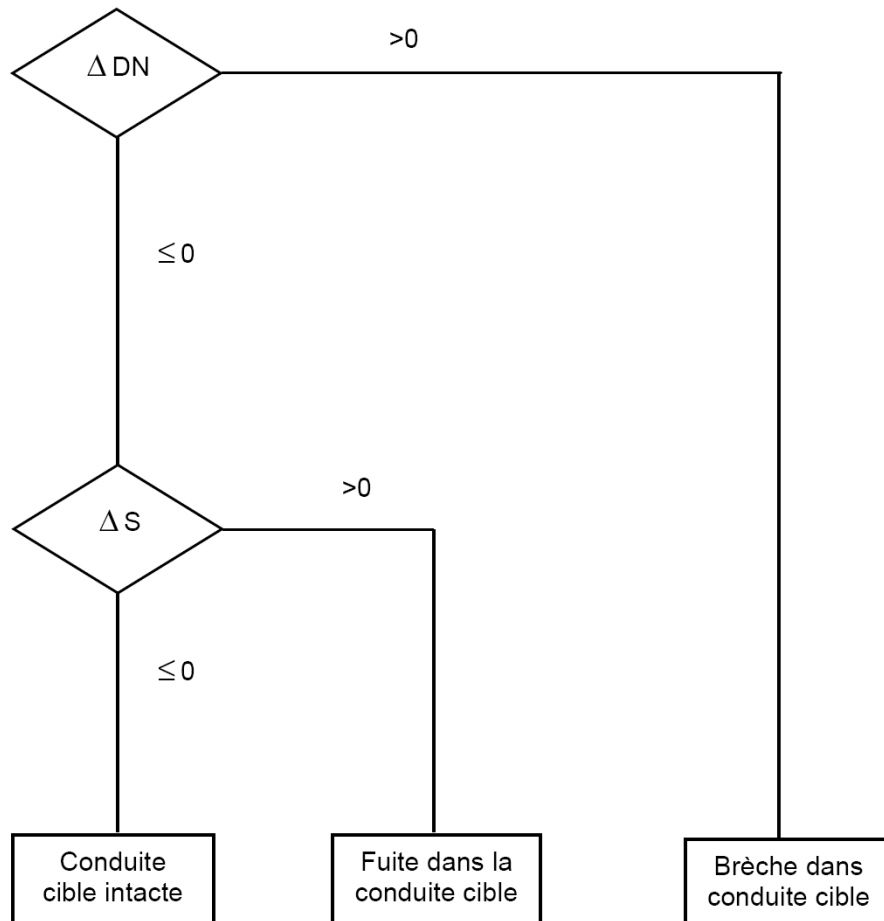 Δ DN
>0
≤ 0
Δ S
>0
≤ 0
Conduite
cible intacte
Fuite dans la
conduite cible
Brèche dans
conduite cible